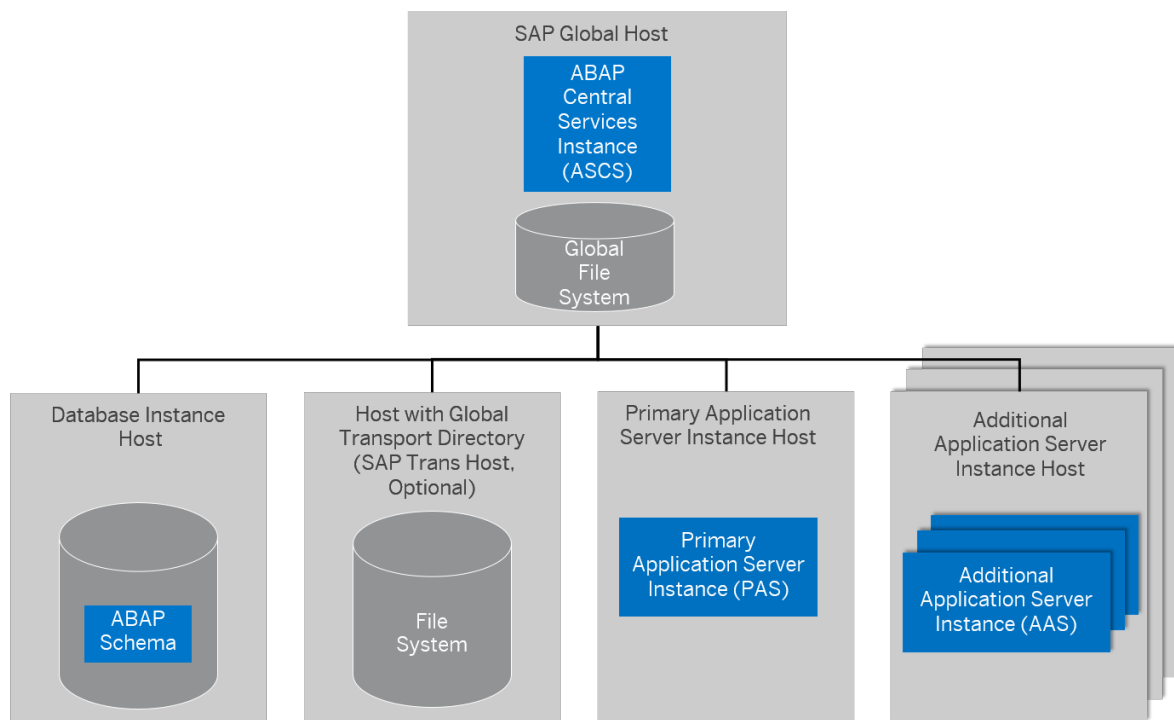 SAP Global Host
ABAP
Central
Services
Instance
(ASCS)
Global
File
System
Database Instance
Host
ABAP
Schema
Host with Global
Transport Directory
(SAP Trans Host,
Optional)
File
System
Primary Application
Server Instance Host
Primary
Application Server
Instance (PAS)
Additional
Application Server
Instance Host
Additional
Application Server
Instance (AAS)